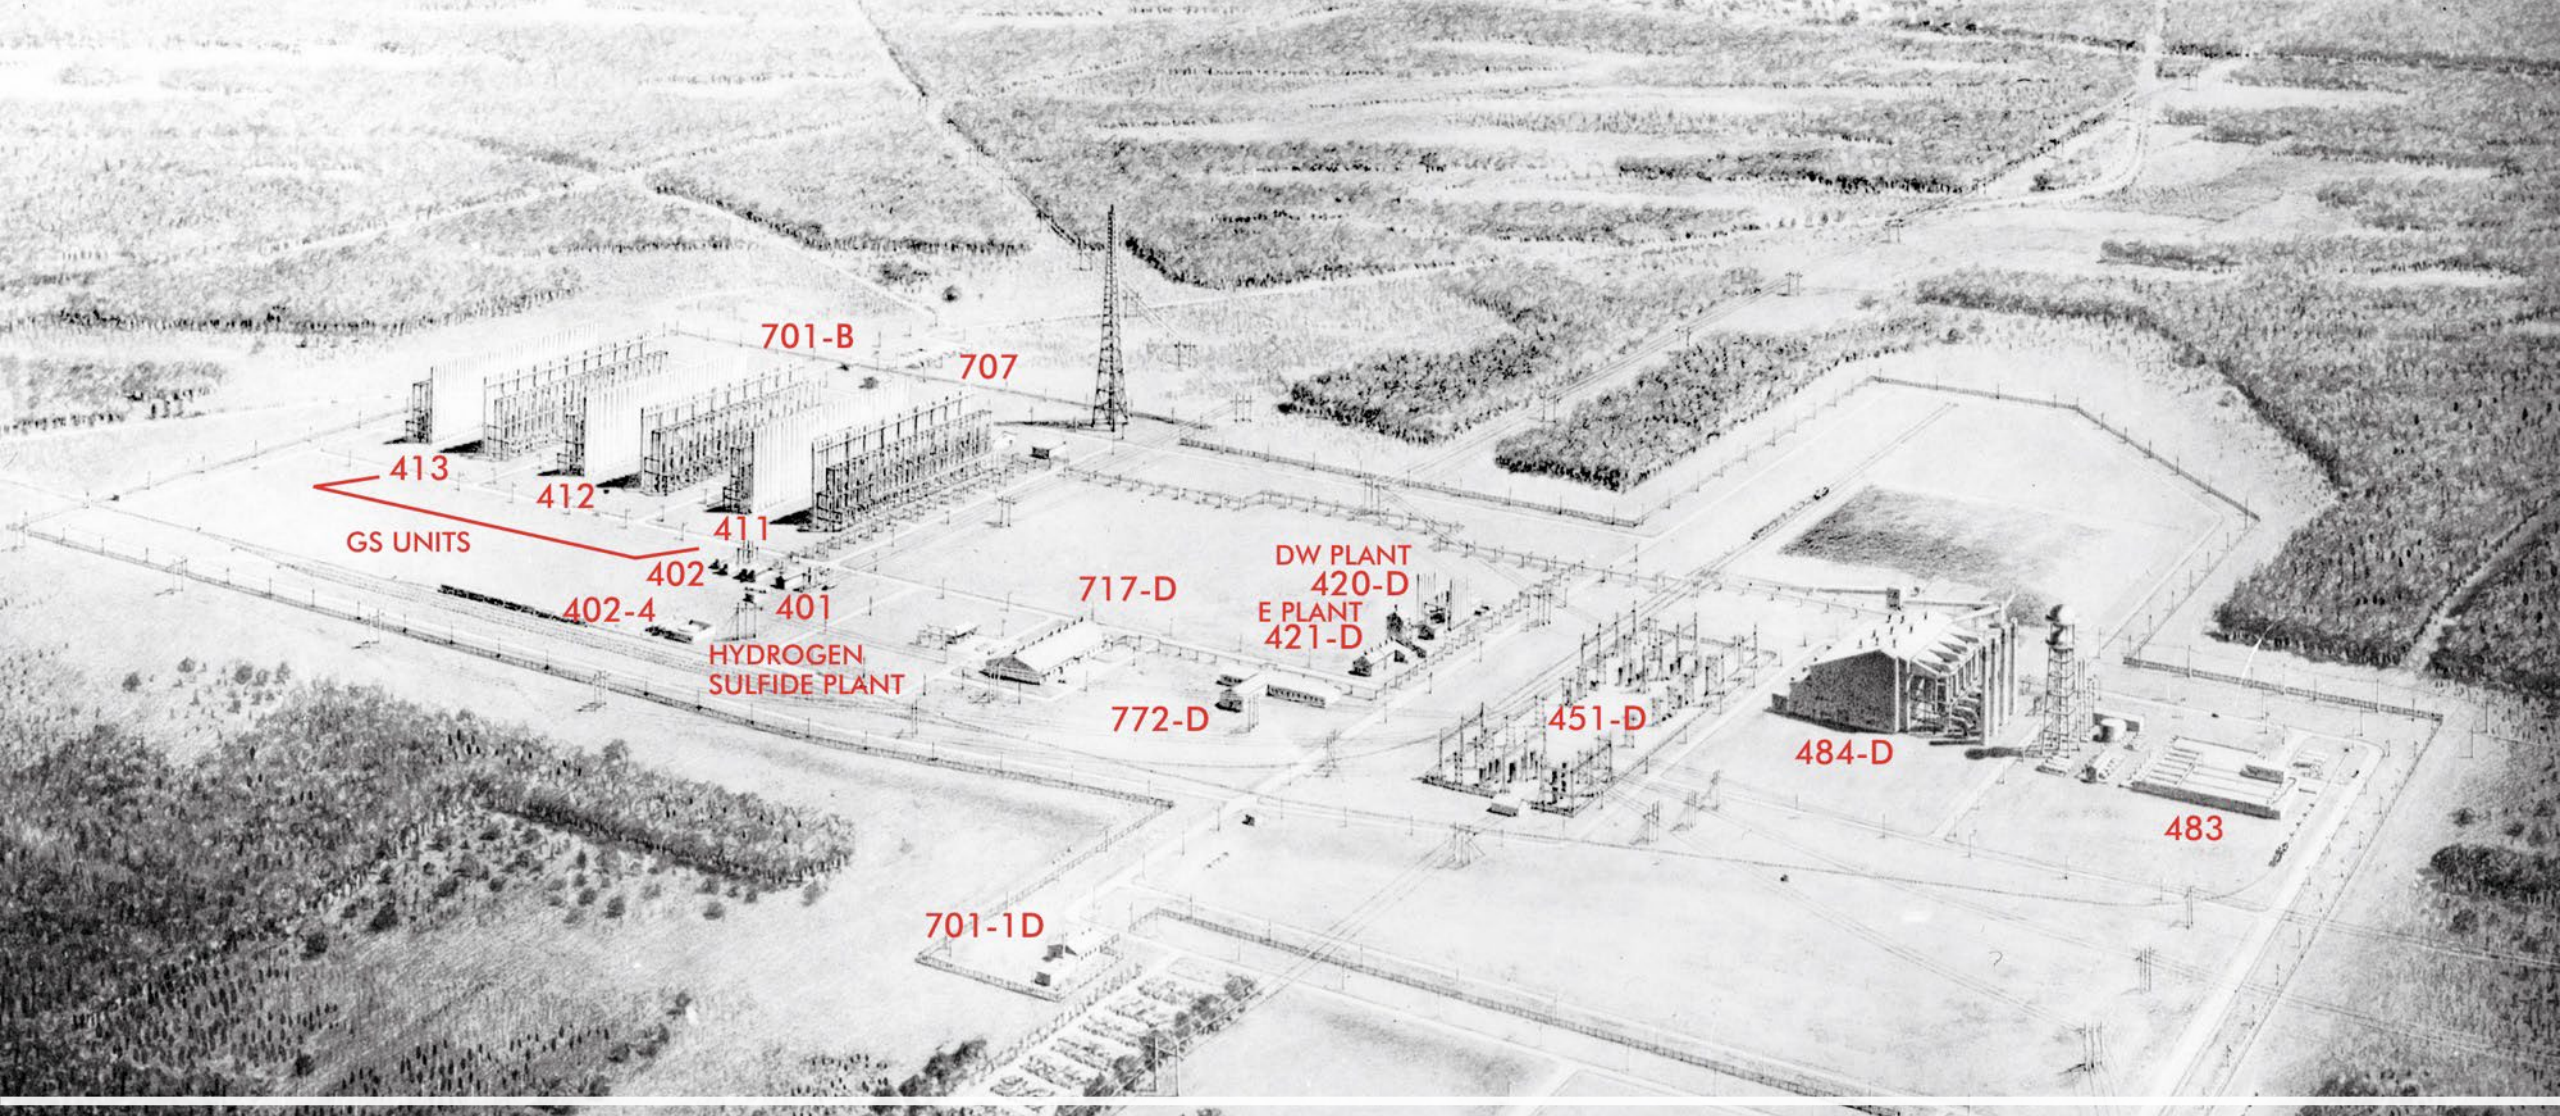 701-B
707
413
412
411
GS UNITS
402
402-4
401
HYDROGEN
SULFIDE PLANT
717-D
DW PLANT
420-D
E PLANT
421-D
772-D
451-D
484-D
483
701-1D